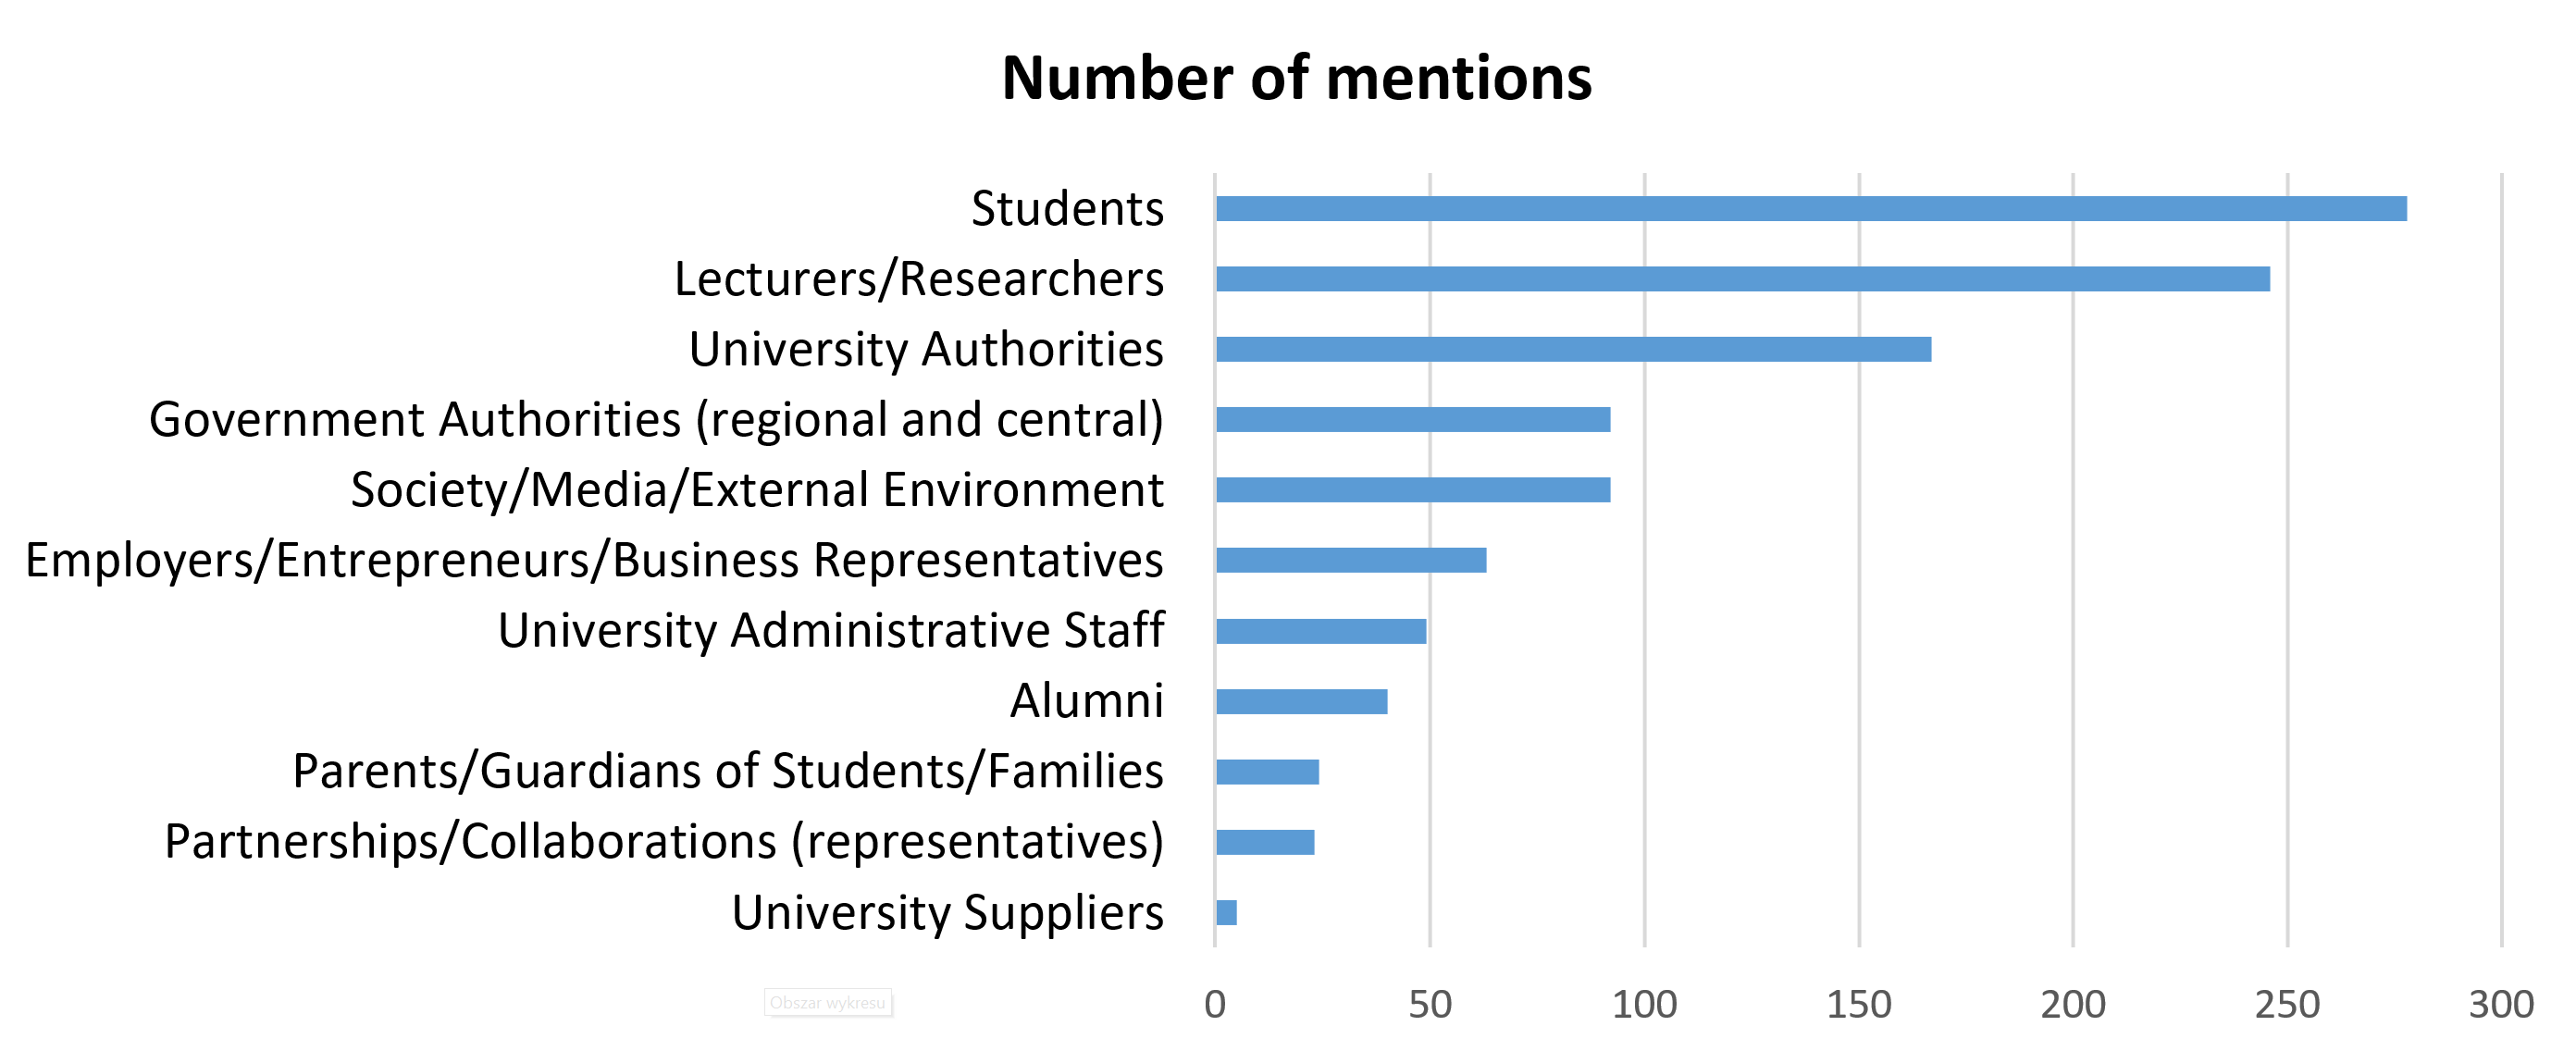 Number of mentions
Students
Lecturers/Researchers
University Authorities
Government Authorities (regional and central)
Society/Media/External Environment
Employers/Entrepreneurs/Business Representatives
University Administrative Staff
Alumni
Parents/Guardians of Students/Families
Partnerships/Collaborations (representatives)
University Suppliers
Obszar wykresu
0 50 100 150 200 250 300